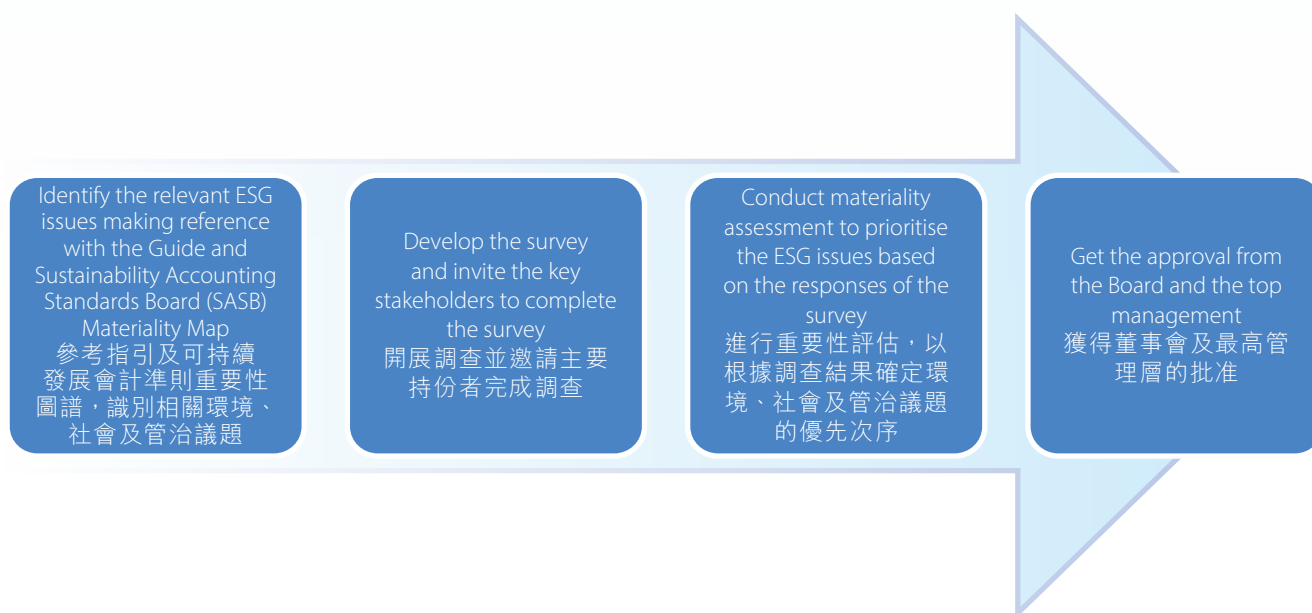 Identify the relevant ESG
issues making reference
with the Guide and
Sustainability Accounting
Standards Board (SASB)
Materiality Map
參考指引及可持續
發展會計準則重要性
圖譜，識別相關環境、
社會及管治議題
Develop the survey
and invite the key
stakeholders to complete
the survey
開展調查並邀請主要
持份者完成調查
Conduct materiality
assessment to prioritise
the ESG issues based
on the responses of the
survey
進行重要性評估，以
根據調查結果確定環
境、社會及管治議題
的優先次序
Get the approval from
the Board and the top
management
獲得董事會及最高管
理層的批准